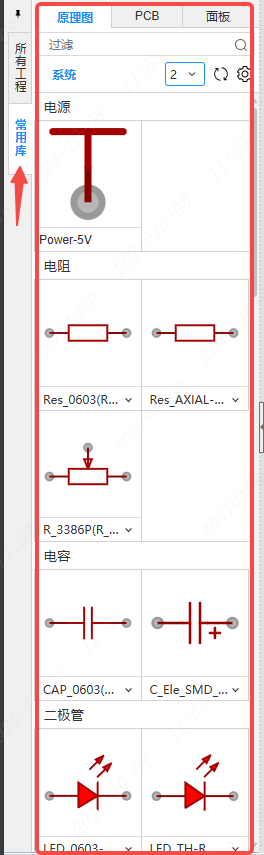 原理图 PCB 面板
过滤
系统 2
所有工程
常用库
电源
Power-5V
电阻
Res_0603(R... Res_AXIAL-...
R_3386P(R_...
电容
CAP_0603(... C_Ele_SMD_...
二极管
LED_0603- LED_TH-R